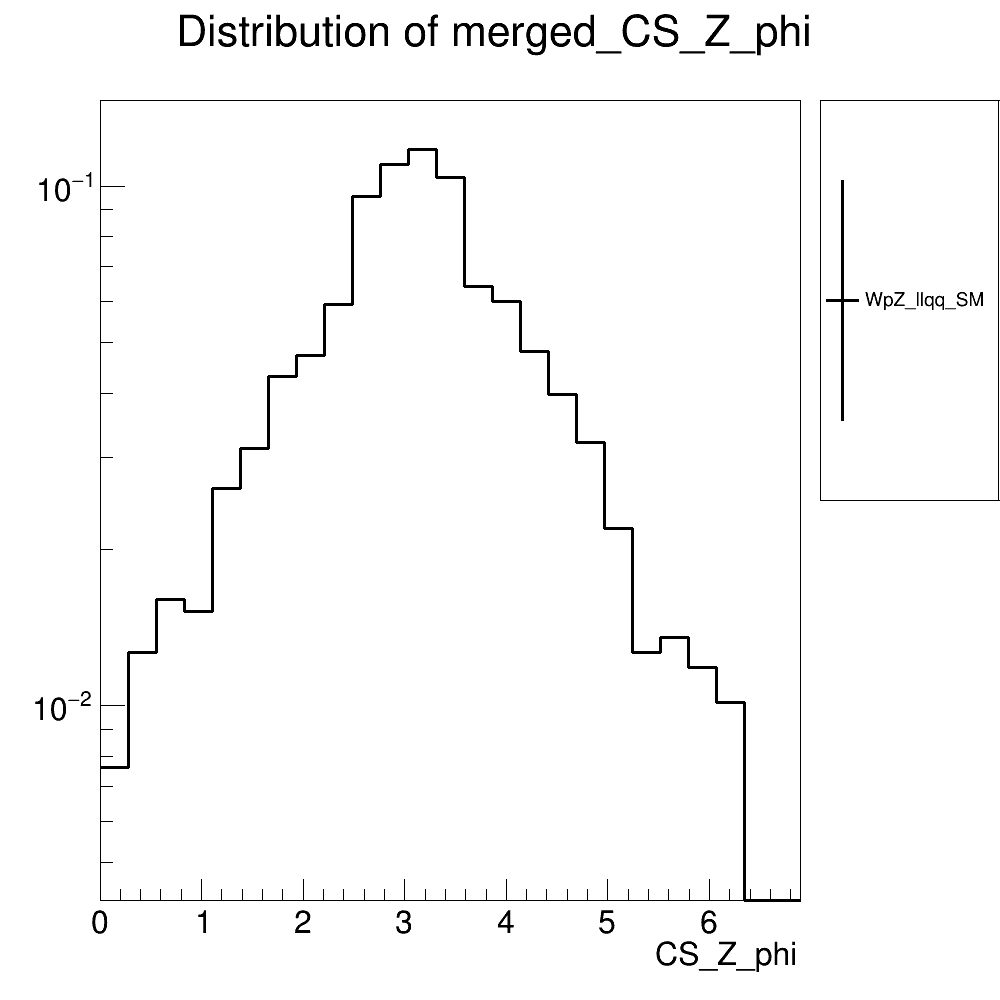 Distribution of merged_CS_Z_phi
10⁻¹
10⁻²
0 1 2 3 4 5 6
CS_Z_phi
WpZ_llqq_SM